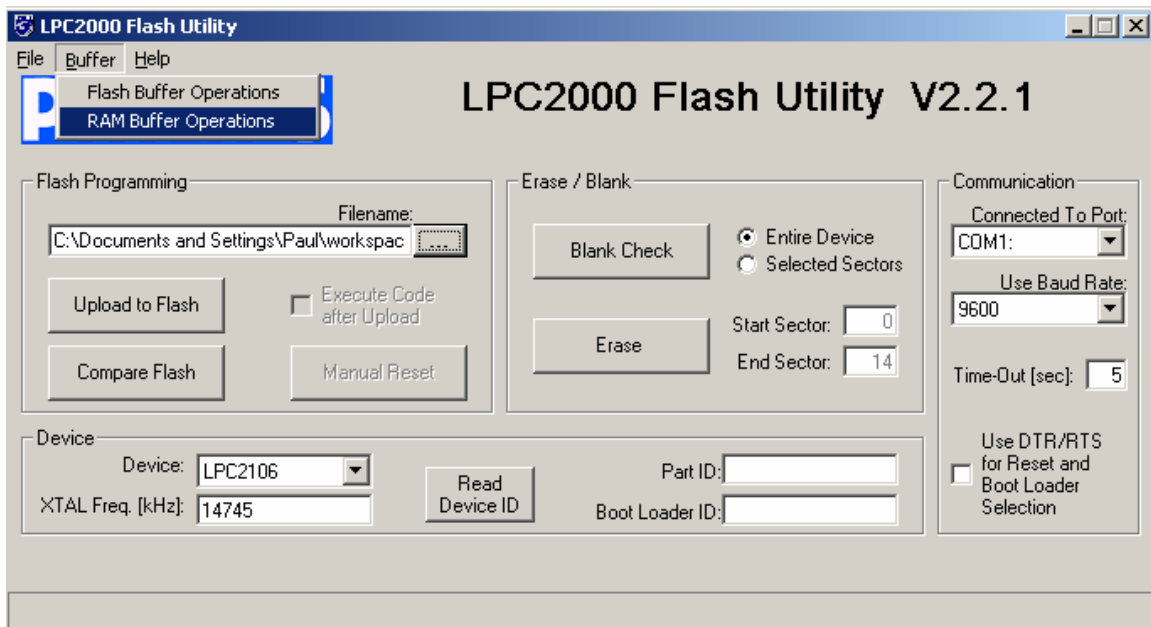 LPC2000 Flash Utility
File Buffer Help
Flash Buffer Operations
RAM Buffer Operations
LPC2000 Flash Utility V2.2.1
Flash Programming
Filename:
C:\Documents and Settings\Paul\workspac ...
Upload to Flash
Execute Code
after Upload
Compare Flash
Manual Reset
Erase / Blank
Blank Check
Entire Device
Selected Sectors
Erase
Start Sector: 0
End Sector: 14
Communication
Connected To Port:
COM1:
Use Baud Rate:
9600
Time-Out [sec]: 5
Use DTR/RTS
for Reset and
Boot Loader
Selection
Device
Device: LPC2106
XTAL Freq. [kHz]: 14745
Read
Device ID
Part ID:
Boot Loader ID: